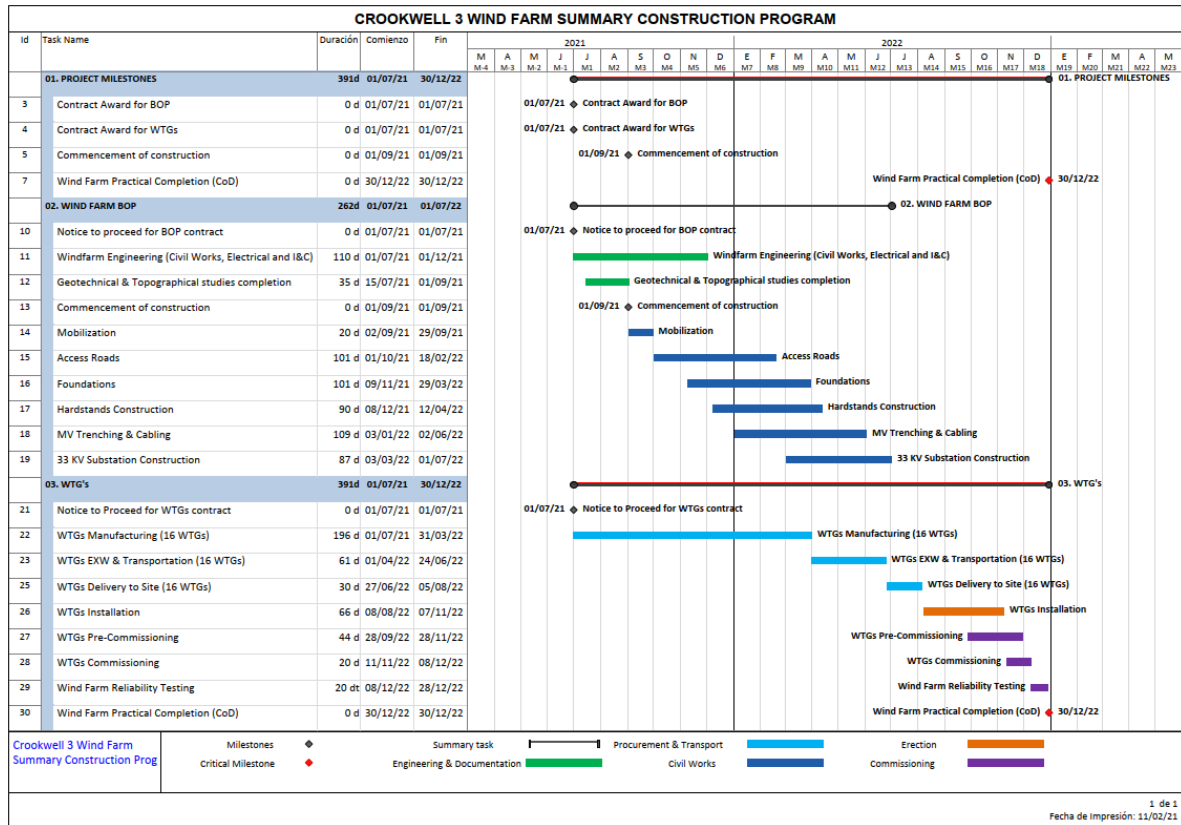 CROOKWELL 3 WIND FARM SUMMARY CONSTRUCTION PROGRAM
Id Task Name Duración Comienzo Fin 2021 2022
M A M J J A S O N D E F M A M J J A S O N D E F M A M
M-4 M-3 M-2 M-1 M1 M2 M3 M4 M5 M6 M7 M8 M9 M10 M11 M12 M13 M14 M15 M16 M17 M18 M19 M20 M21 M22 M23
01. PROJECT MILESTONES 391d 01/07/21 30/12/22 01. PROJECT MILESTONES
3 Contract Award for BOP 0 d 01/07/21 01/07/21 01/07/21 Contract Award for BOP
4 Contract Award for WTGs 0 d 01/07/21 01/07/21 01/07/21 Contract Award for WTGs
5 Commencement of construction 0 d 01/09/21 01/09/21 01/09/21 Commencement of construction
7 Wind Farm Practical Completion (CoD) 0 d 30/12/22 30/12/22 Wind Farm Practical Completion (CoD) 30/12/22
02. WIND FARM BOP 262d 01/07/21 01/07/22 02. WIND FARM BOP
10 Notice to proceed for BOP contract 0 d 01/07/21 01/07/21 01/07/21 Notice to proceed for BOP contract
11 Windfarm Engineering (Civil Works, Electrical and I&C) 110 d 01/07/21 01/12/21 Windfarm Engineering (Civil Works, Electrical and I&C)
12 Geotechnical & Topographical studies completion 35 d 15/07/21 01/09/21 Geotechnical & Topographical studies completion
13 Commencement of construction 0 d 01/09/21 01/09/21 01/09/21 Commencement of construction
14 Mobilization 20 d 02/09/21 29/09/21 Mobilization
15 Access Roads 101 d 01/10/21 18/02/22 Access Roads
16 Foundations 101 d 09/11/21 29/03/22 Foundations
17 Hardstands Construction 90 d 08/12/21 12/04/22 Hardstands Construction
18 MV Trenching & Cabling 109 d 03/01/22 02/06/22 MV Trenching & Cabling
19 33 KV Substation Construction 87 d 03/03/22 01/07/22 33 KV Substation Construction
03. WTG's 391d 01/07/21 30/12/22 03. WTG's
21 Notice to Proceed for WTGs contract 0 d 01/07/21 01/07/21 01/07/21 Notice to Proceed for WTGs contract
22 WTGs Manufacturing (16 WTGs) 196 d 01/07/21 31/03/22 WTGs Manufacturing (16 WTGs)
23 WTGs EXW & Transportation (16 WTGs) 61 d 01/04/22 24/06/22 WTGs EXW & Transportation (16 WTGs)
25 WTGs Delivery to Site (16 WTGs) 30 d 27/06/22 05/08/22 WTGs Delivery to Site (16 WTGs)
26 WTGs Installation 66 d 08/08/22 07/11/22 WTGs Installation
27 WTGs Pre-Commissioning 44 d 28/09/22 28/11/22 WTGs Pre-Commissioning
28 WTGs Commissioning 20 d 11/11/22 08/12/22 WTGs Commissioning
29 Wind Farm Reliability Testing 20 dt 08/12/22 28/12/22 Wind Farm Reliability Testing
30 Wind Farm Practical Completion (CoD) 0 d 30/12/22 30/12/22 Wind Farm Practical Completion (CoD) 30/12/22
Crookwell 3 Wind Farm Milestones Summary task Procurement & Transport Erection
Summary Construction Prog Critical Milestone Engineering & Documentation Civil Works Commissioning
1 de 1
Fecha de Impresión: 11/02/21